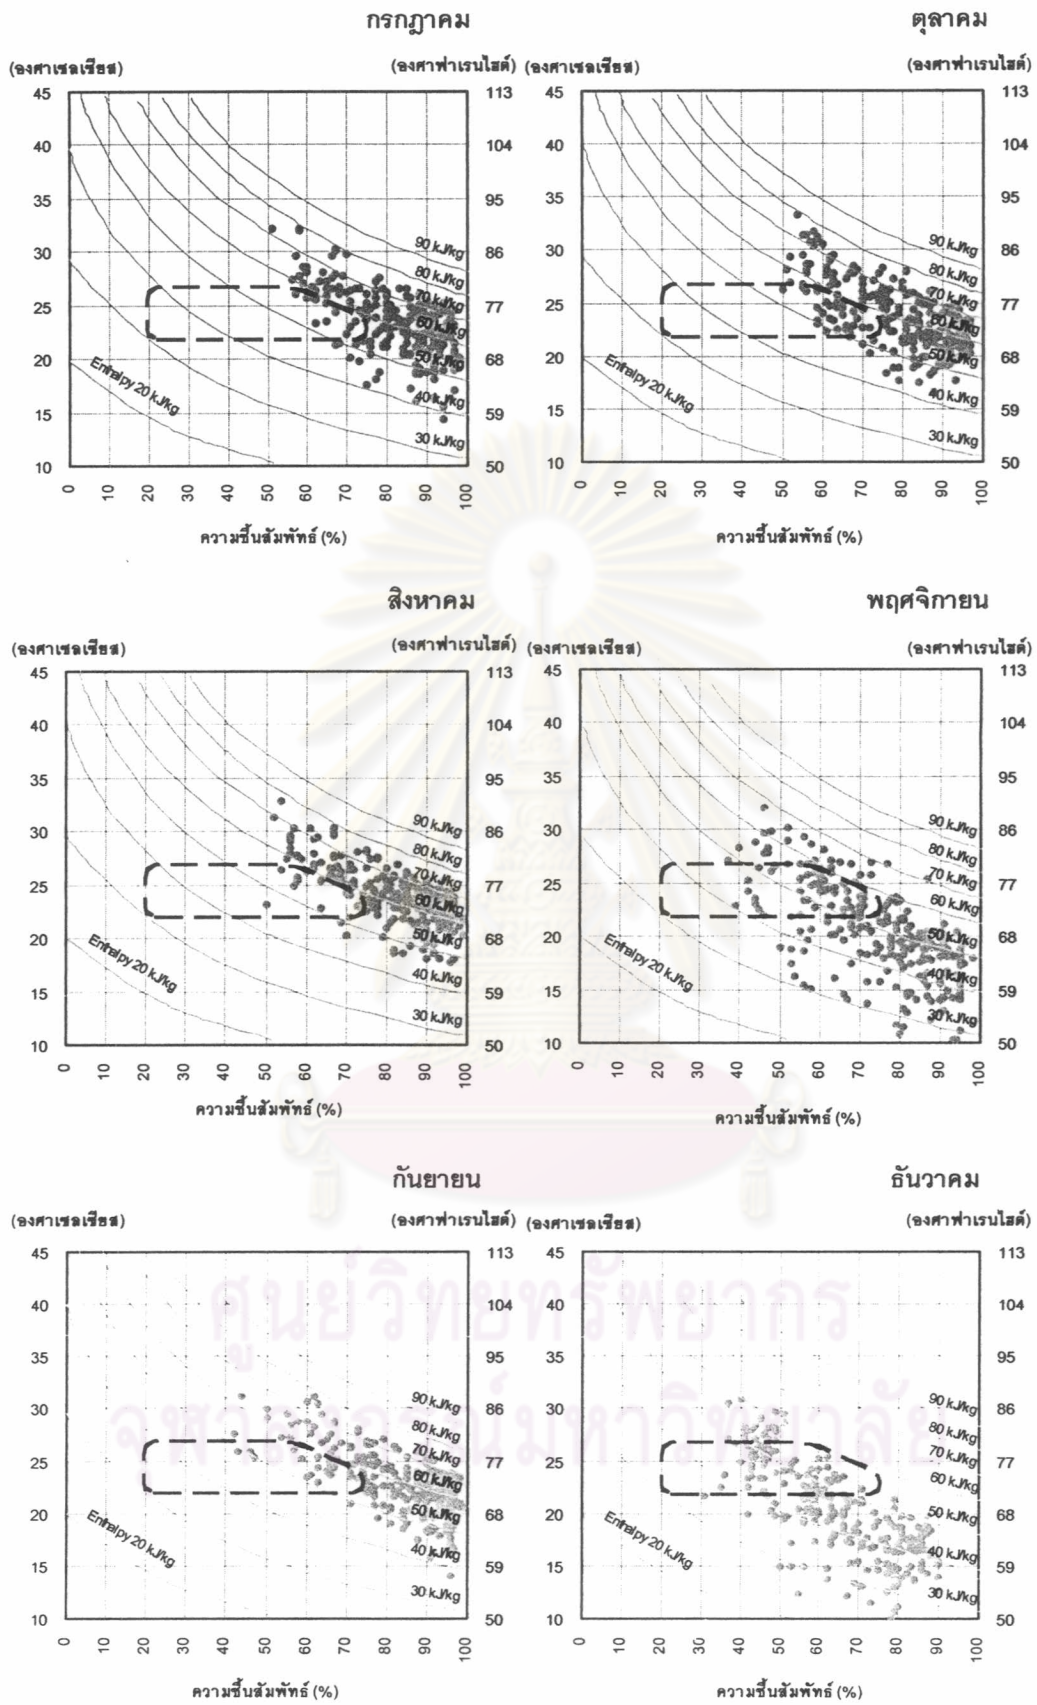 กรกฎาคม
(องศาเซลเซียส)
(องศาฟาเรนไฮต์)
45
40
35
30
25
20
15
10
113
104
95
86
77
68
59
50
90 kJ/kg
80 kJ/kg
70 kJ/kg
60 kJ/kg
50 kJ/kg
40 kJ/kg
30 kJ/kg
Enthalpy 20 kJ/kg
0 10 20 30 40 50 60 70 80 90 100
ความชื้นสัมพัทธ์ (%)
ตุลาคม
(องศาเซลเซียส)
(องศาฟาเรนไฮต์)
45
40
35
30
25
20
15
10
113
104
95
86
77
68
59
50
90 kJ/kg
80 kJ/kg
70 kJ/kg
60 kJ/kg
50 kJ/kg
40 kJ/kg
30 kJ/kg
Enthalpy 20 kJ/kg
0 10 20 30 40 50 60 70 80 90 100
ความชื้นสัมพัทธ์ (%)
สิงหาคม
(องศาเซลเซียส)
(องศาฟาเรนไฮต์)
45
40
35
30
25
20
15
10
113
104
95
86
77
68
59
50
90 kJ/kg
80 kJ/kg
70 kJ/kg
60 kJ/kg
50 kJ/kg
40 kJ/kg
30 kJ/kg
Enthalpy 20 kJ/kg
0 10 20 30 40 50 60 70 80 90 100
ความชื้นสัมพัทธ์ (%)
พฤศจิกายน
(องศาเซลเซียส)
(องศาฟาเรนไฮต์)
45
40
35
30
25
20
15
10
113
104
95
86
77
68
59
50
90 kJ/kg
80 kJ/kg
70 kJ/kg
60 kJ/kg
50 kJ/kg
40 kJ/kg
30 kJ/kg
Enthalpy 20 kJ/kg
0 10 20 30 40 50 60 70 80 90 100
ความชื้นสัมพัทธ์ (%)
กันยายน
(องศาเซลเซียส)
(องศาฟาเรนไฮต์)
45
40
35
30
25
20
15
10
113
104
95
86
77
68
59
50
90 kJ/kg
80 kJ/kg
70 kJ/kg
60 kJ/kg
50 kJ/kg
40 kJ/kg
30 kJ/kg
Enthalpy 20 kJ/kg
0 10 20 30 40 50 60 70 80 90 100
ความชื้นสัมพัทธ์ (%)
ธันวาคม
(องศาเซลเซียส)
(องศาฟาเรนไฮต์)
45
40
35
30
25
20
15
10
113
104
95
86
77
68
59
50
90 kJ/kg
80 kJ/kg
70 kJ/kg
60 kJ/kg
50 kJ/kg
40 kJ/kg
30 kJ/kg
Enthalpy 20 kJ/kg
0 10 20 30 40 50 60 70 80 90 100
ความชื้นสัมพัทธ์ (%)
ศูนย์วิทยทรัพยากร
จุฬาลงกรณ์มหาวิทยาลัย